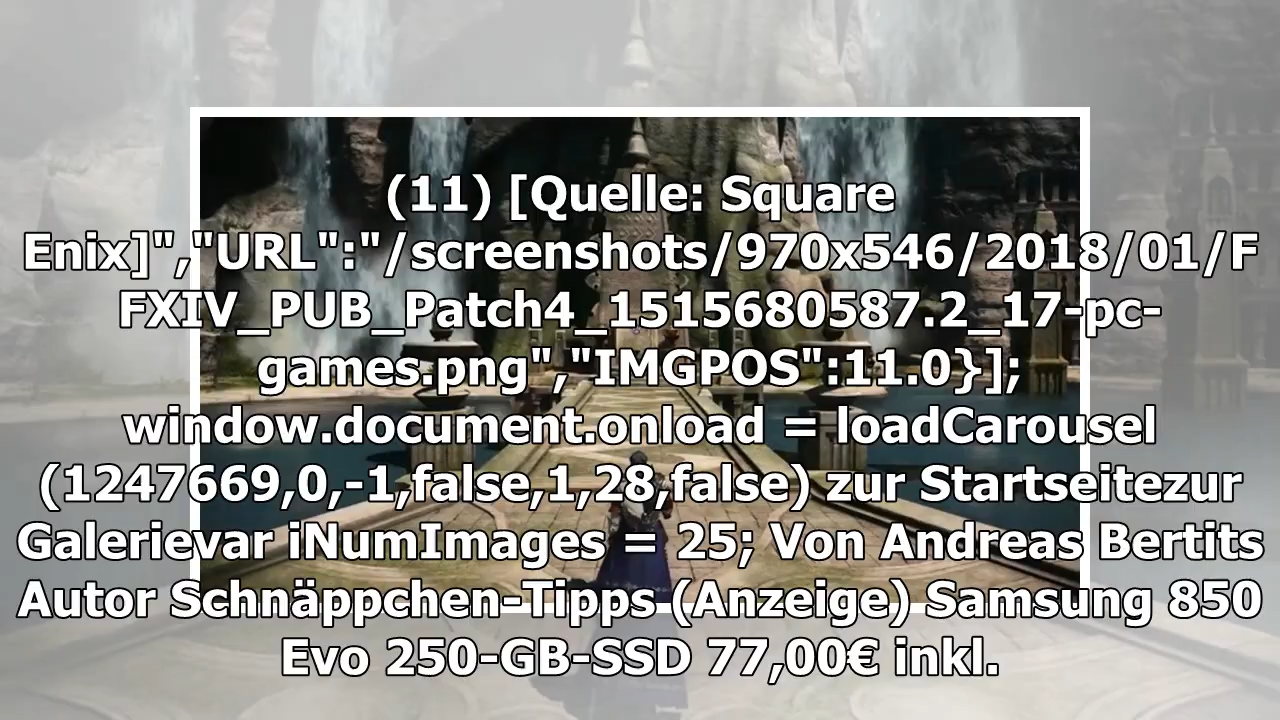 (11) [Quelle: Square
Enix]","URL":"/screenshots/970x546/2018/01/F
FXIV_PUB_Patch4_1515680587.2_17-pc-
games.png","IMGPOS":11.0}];
window.document.onload = loadCarousel
(1247669,0,-1,false,1,28,false) zur Startseitezur
Galerievar iNumImages = 25; Von Andreas Bertits
Autor Schnäppchen-Tipps (Anzeige) Samsung 850
Evo 250-GB-SSD 77,00€ inkl.